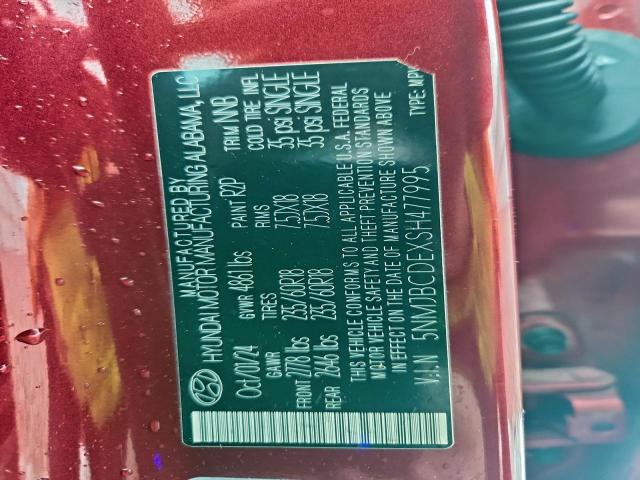 MANUFACTURED BY
HYUNDAI MOTOR MANUFACTURING ALABAMA, LLC
Oct/01/24 GVWR 4861 lbs PAINT R2P TRIM NNB
GAWR TIRES RIMS COLD TIRE INFL
FRONT 2778 lbs 235/60R18 7.5JX18 35 psi SINGLE
REAR 2646 lbs 235/60R18 7.5JX18 35 psi SINGLE
THIS VEHICLE CONFORMS TO ALL APPLICABLE U.S.A. FEDERAL
MOTOR VEHICLE SAFETY AND THEFT PREVENTION STANDARDS
IN EFFECT ON THE DATE OF MANUFACTURE SHOWN ABOVE
V.I.N 5NMJBCDEXSH477995 TYPE: MPV